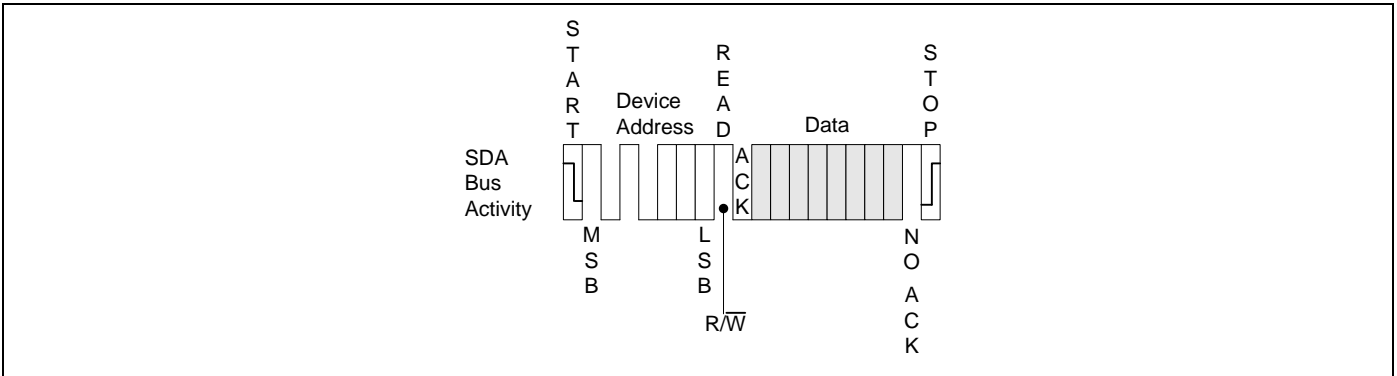 START
READ
STOP
Device
Address
Data
SDA
Bus
Activity
ACK
MSB
LSB
NO ACK
R/W̅